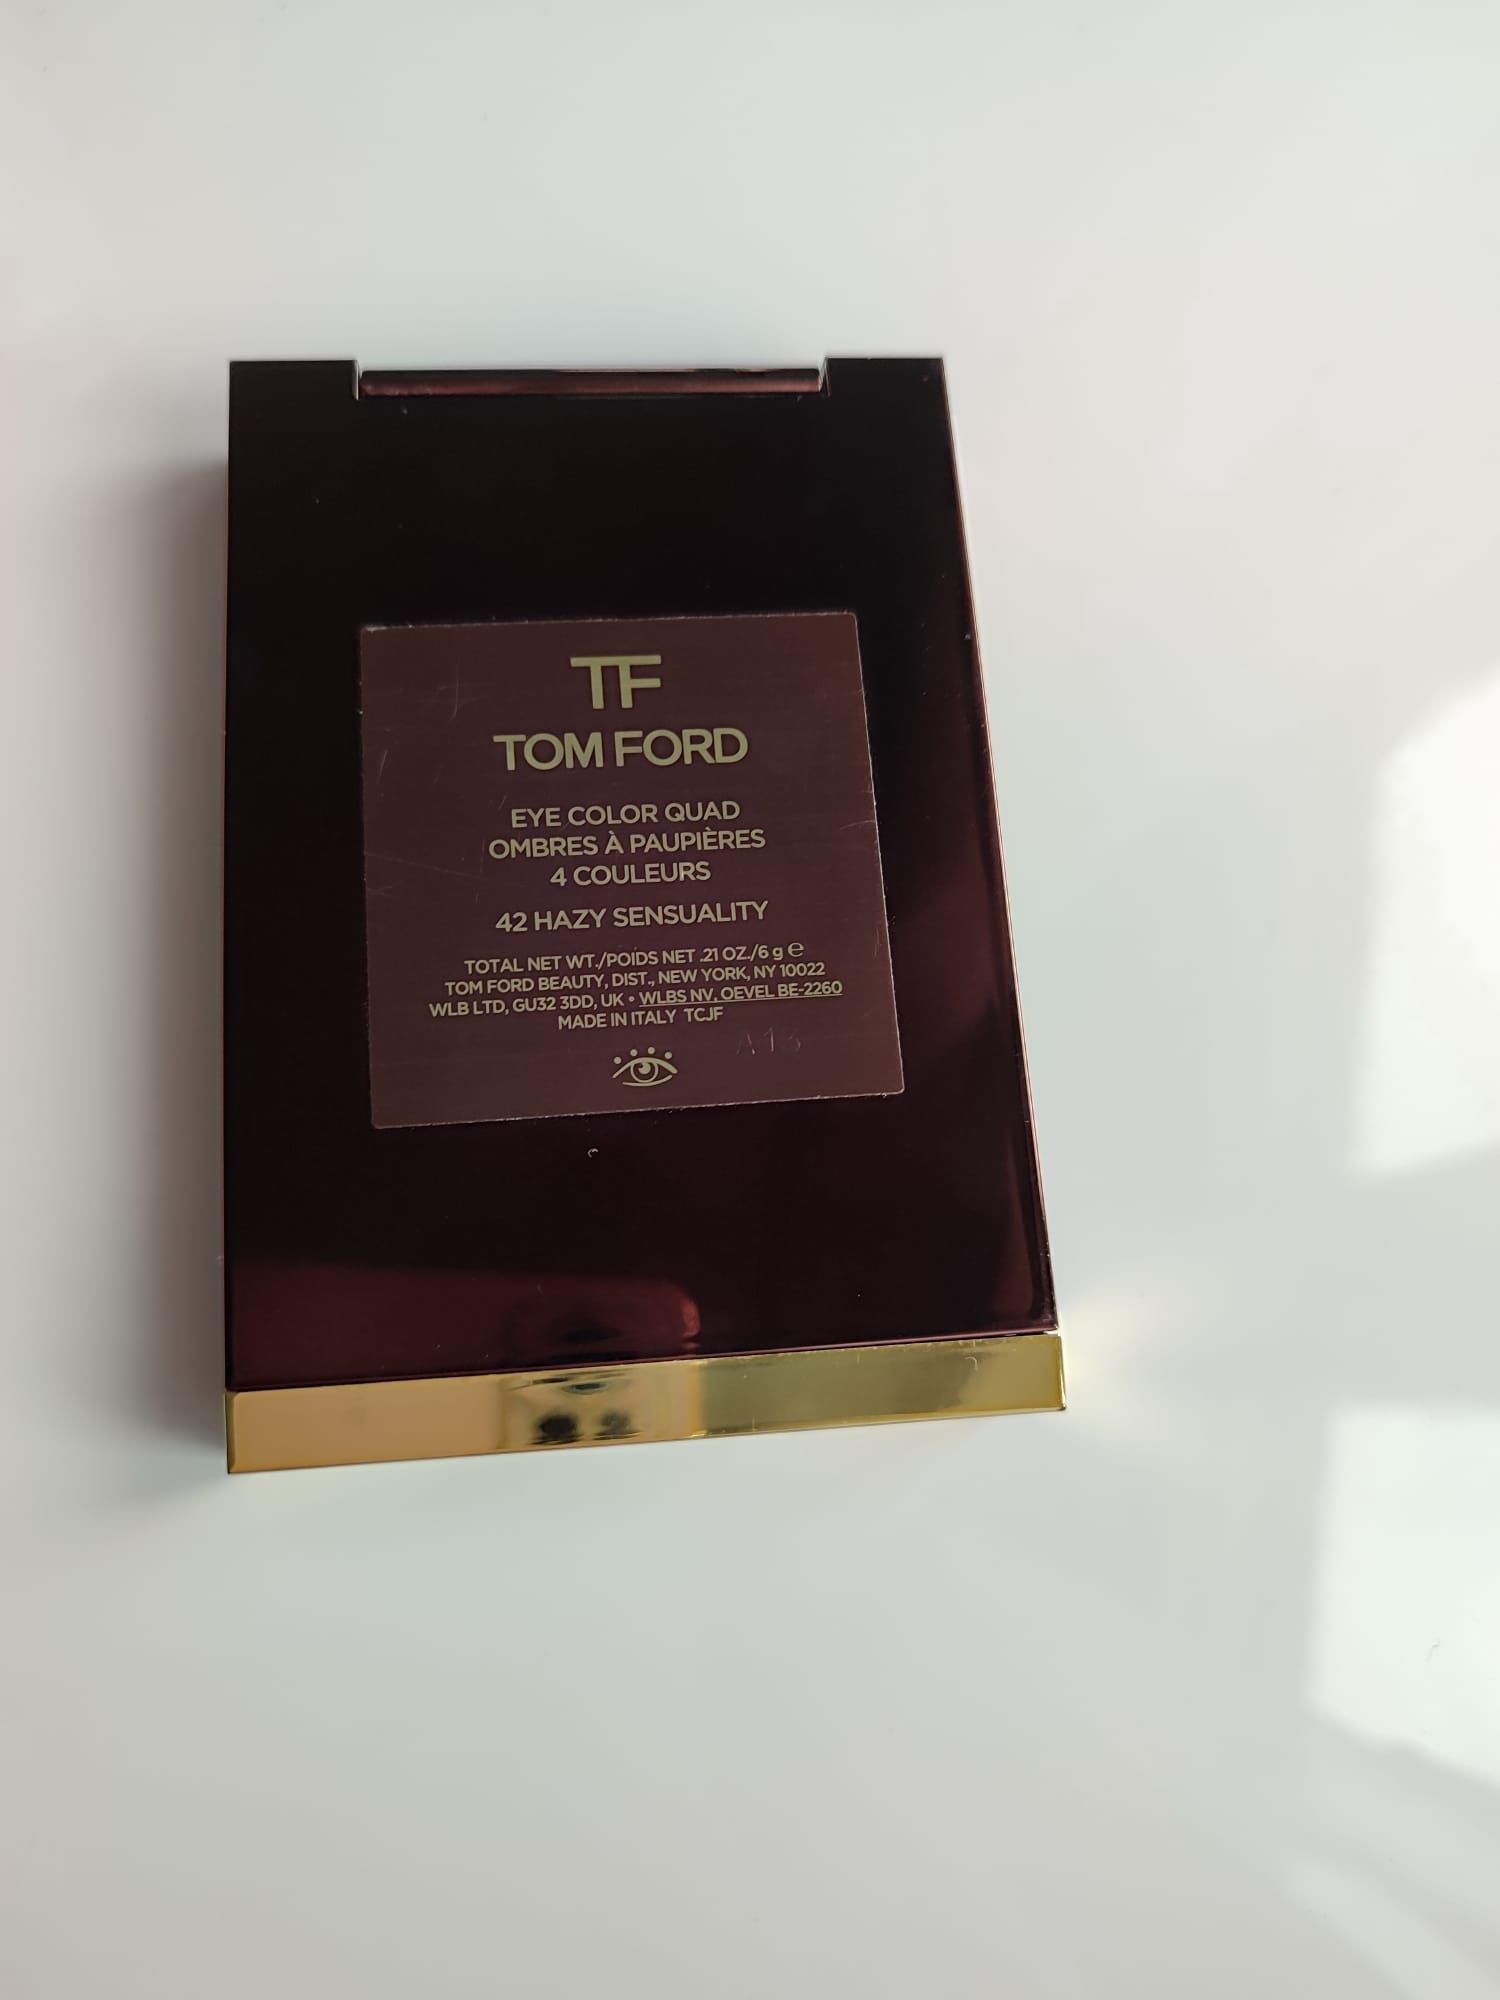 TF
TOM FORD
EYE COLOR QUAD
OMBRES À PAUPIÈRES
4 COULEURS
42 HAZY SENSUALITY
TOTAL NET WT./POIDS NET .21 OZ./6 g ℮
TOM FORD BEAUTY, DIST., NEW YORK, NY 10022
WLB LTD, GU32 3DD, UK • WLBS NV, OEVEL BE-2260
MADE IN ITALY TCJF
A13